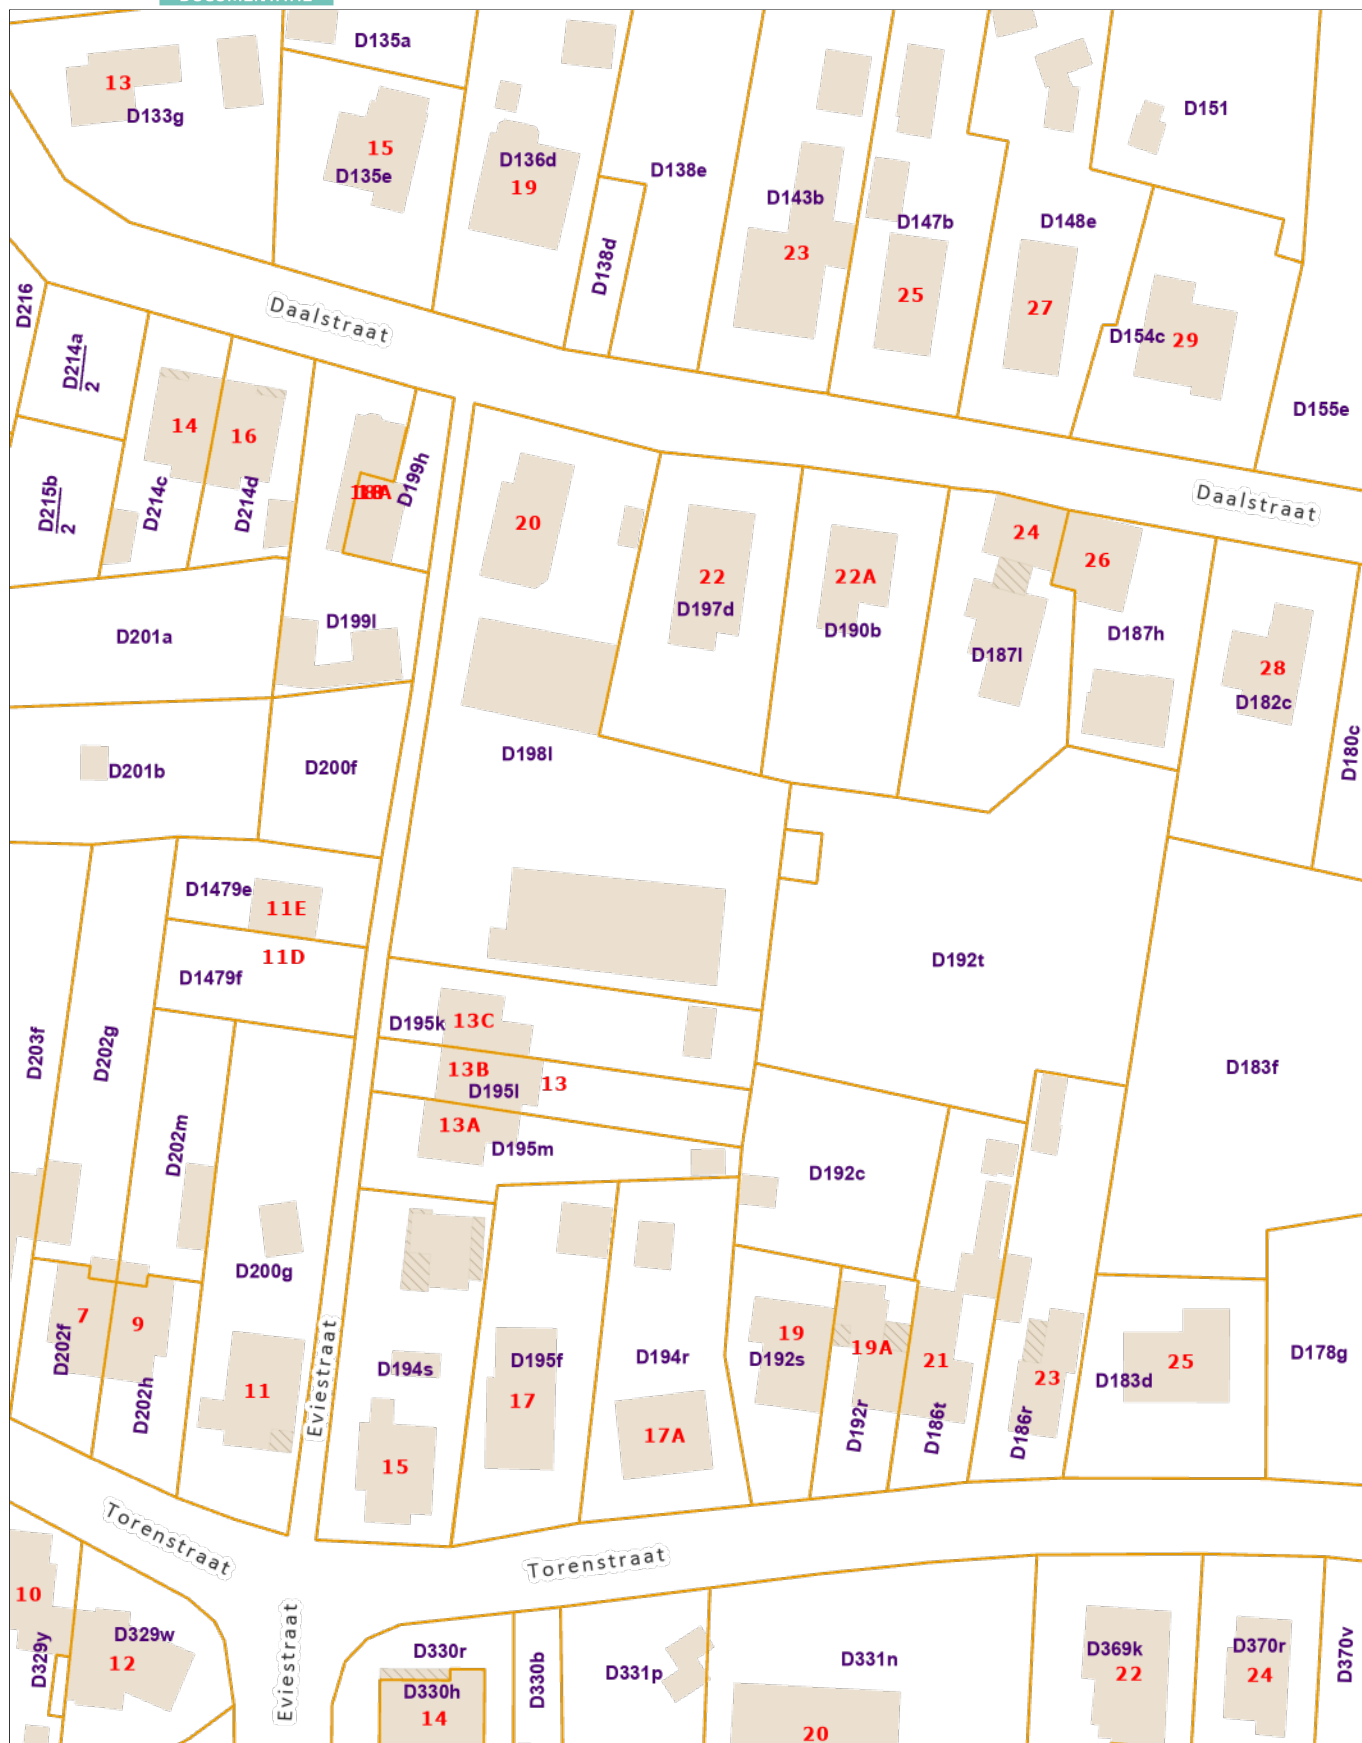 D135a
13
D133g
15
D135e
D136d
19
D138e
D138d
D143b
23
D147b
25
D148e
27
D151
D154c
29
D155e
D216
Daalstraat
D214a
2
14
16
D215b
2
D214c
D214d
D199h
20
22
D197d
22A
D190b
24
26
Daalstraat
D187l
D187h
28
D182c
D180c
D201a
D199l
D201b
D200f
D198l
D1479e
11E
11D
D1479f
D192t
D203f
D202g
D195k
13C
13B
13
D195l
13A
D195m
D202m
D192c
D183f
D200g
7
9
D202f
D202h
11
Eviestraat
D194s
15
D195f
17
D194r
17A
19
D192s
19A
D192r
21
D186t
23
D186r
D183d
25
D178g
Torenstraat
Torenstraat
10
D329y
D329w
12
Eviestraat
D330r
D330h
14
D330b
D331p
D331n
20
D369k
22
D370r
24
D370v